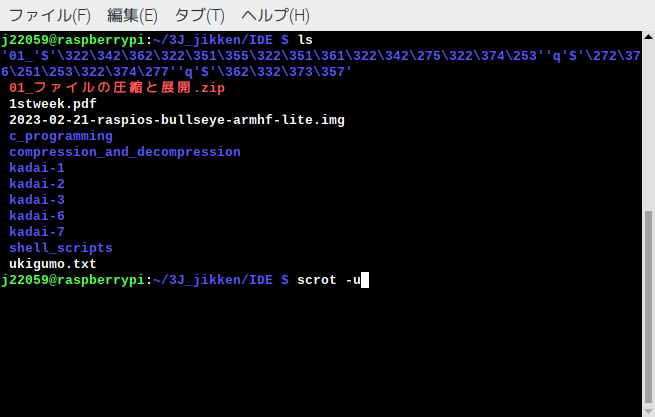 ファイル(F) 編集(E) タブ(T) ヘルプ(H)
j22059@raspberrypi:~/3J_jikken/IDE $ ls
'01_'$'\322\342\362\322\351\355\322\351\361\322\342\275\322\374\253''q'$'\272\37
6\251\253\322\374\277''q'$'\362\332\373\357'
01_ファイルの圧縮と展開.zip
1stweek.pdf
2023-02-21-raspios-bullseye-armhf-lite.img
c_programming
compression_and_decompression
kadai-1
kadai-2
kadai-3
kadai-6
kadai-7
shell_scripts
ukigumo.txt
j22059@raspberrypi:~/3J_jikken/IDE $ scrot -u